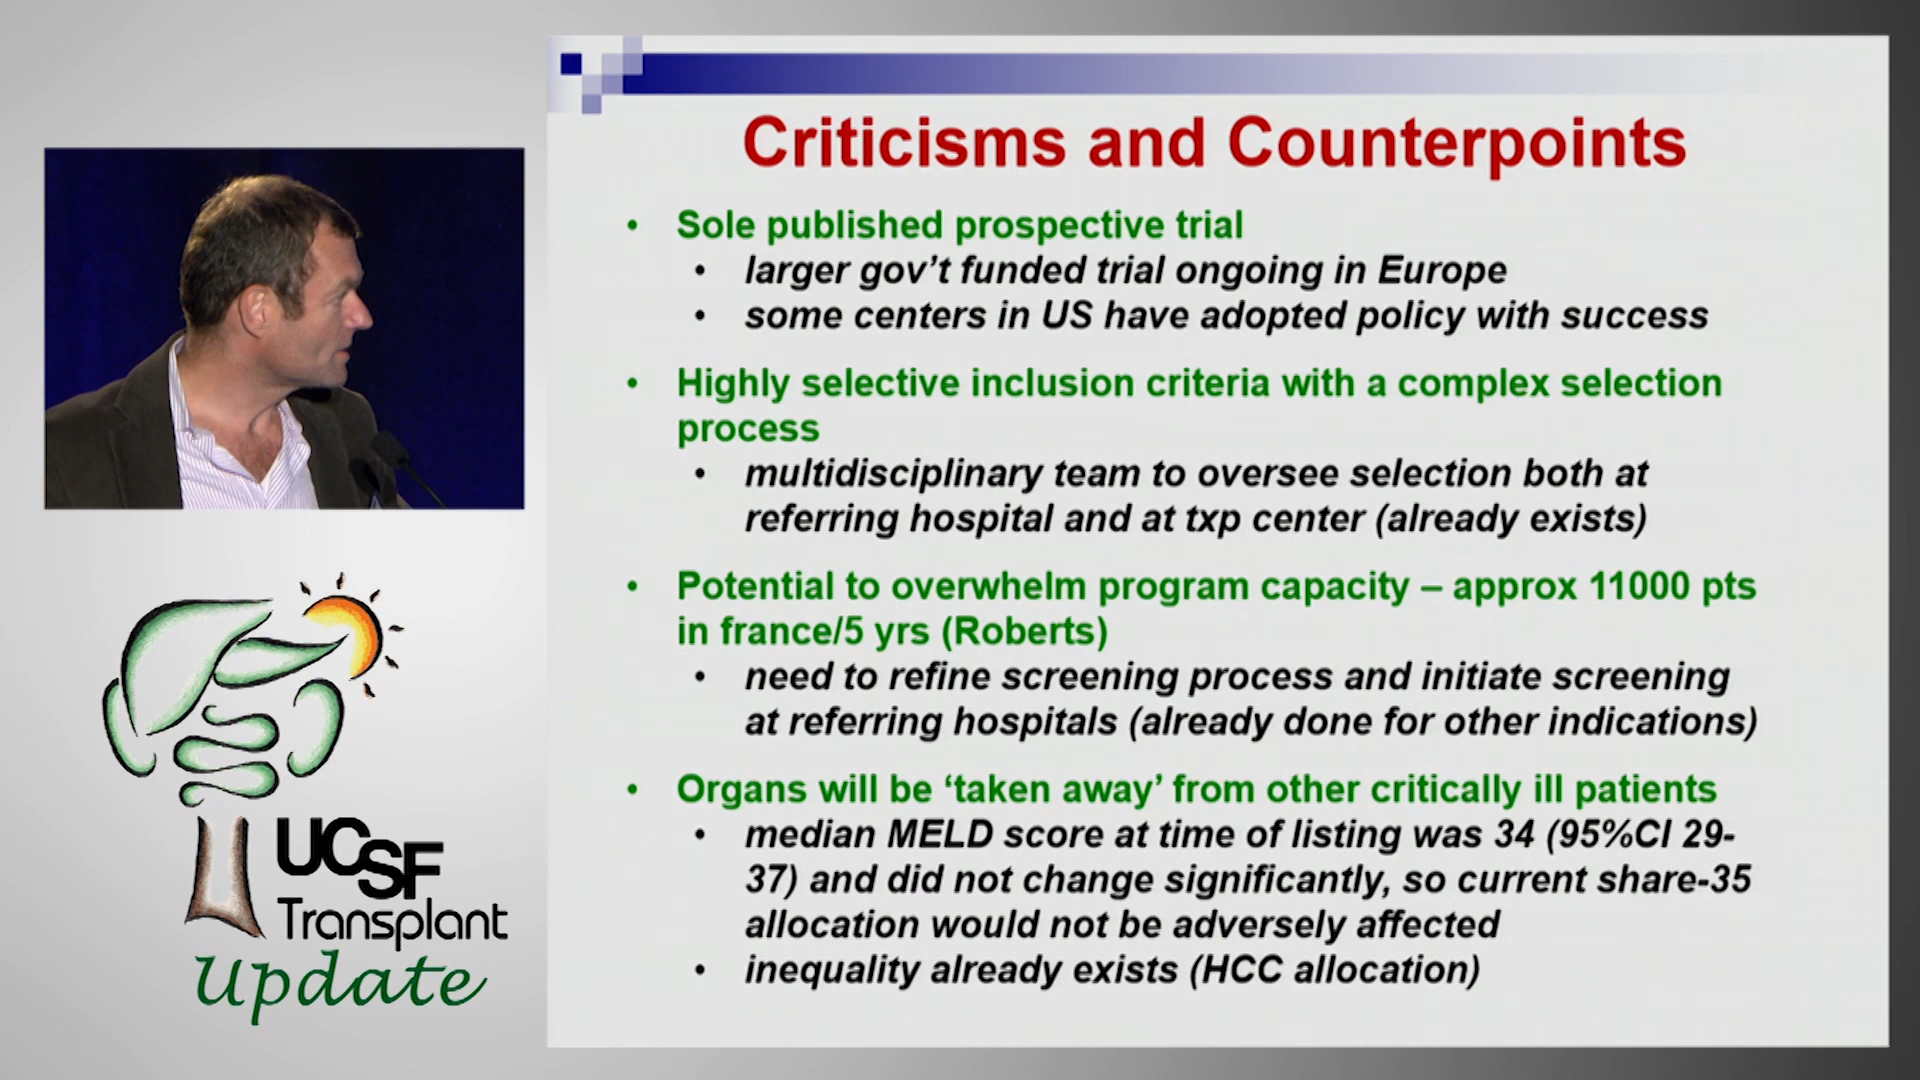 Criticisms and Counterpoints
• Sole published prospective trial
• larger gov’t funded trial ongoing in Europe
• some centers in US have adopted policy with success
• Highly selective inclusion criteria with a complex selection
process
• multidisciplinary team to oversee selection both at
referring hospital and at txp center (already exists)
• Potential to overwhelm program capacity – approx 11000 pts
in france/5 yrs (Roberts)
• need to refine screening process and initiate screening
at referring hospitals (already done for other indications)
• Organs will be ‘taken away’ from other critically ill patients
• median MELD score at time of listing was 34 (95%CI 29-
37) and did not change significantly, so current share-35
allocation would not be adversely affected
• inequality already exists (HCC allocation)
UCSF
Transplant
Update